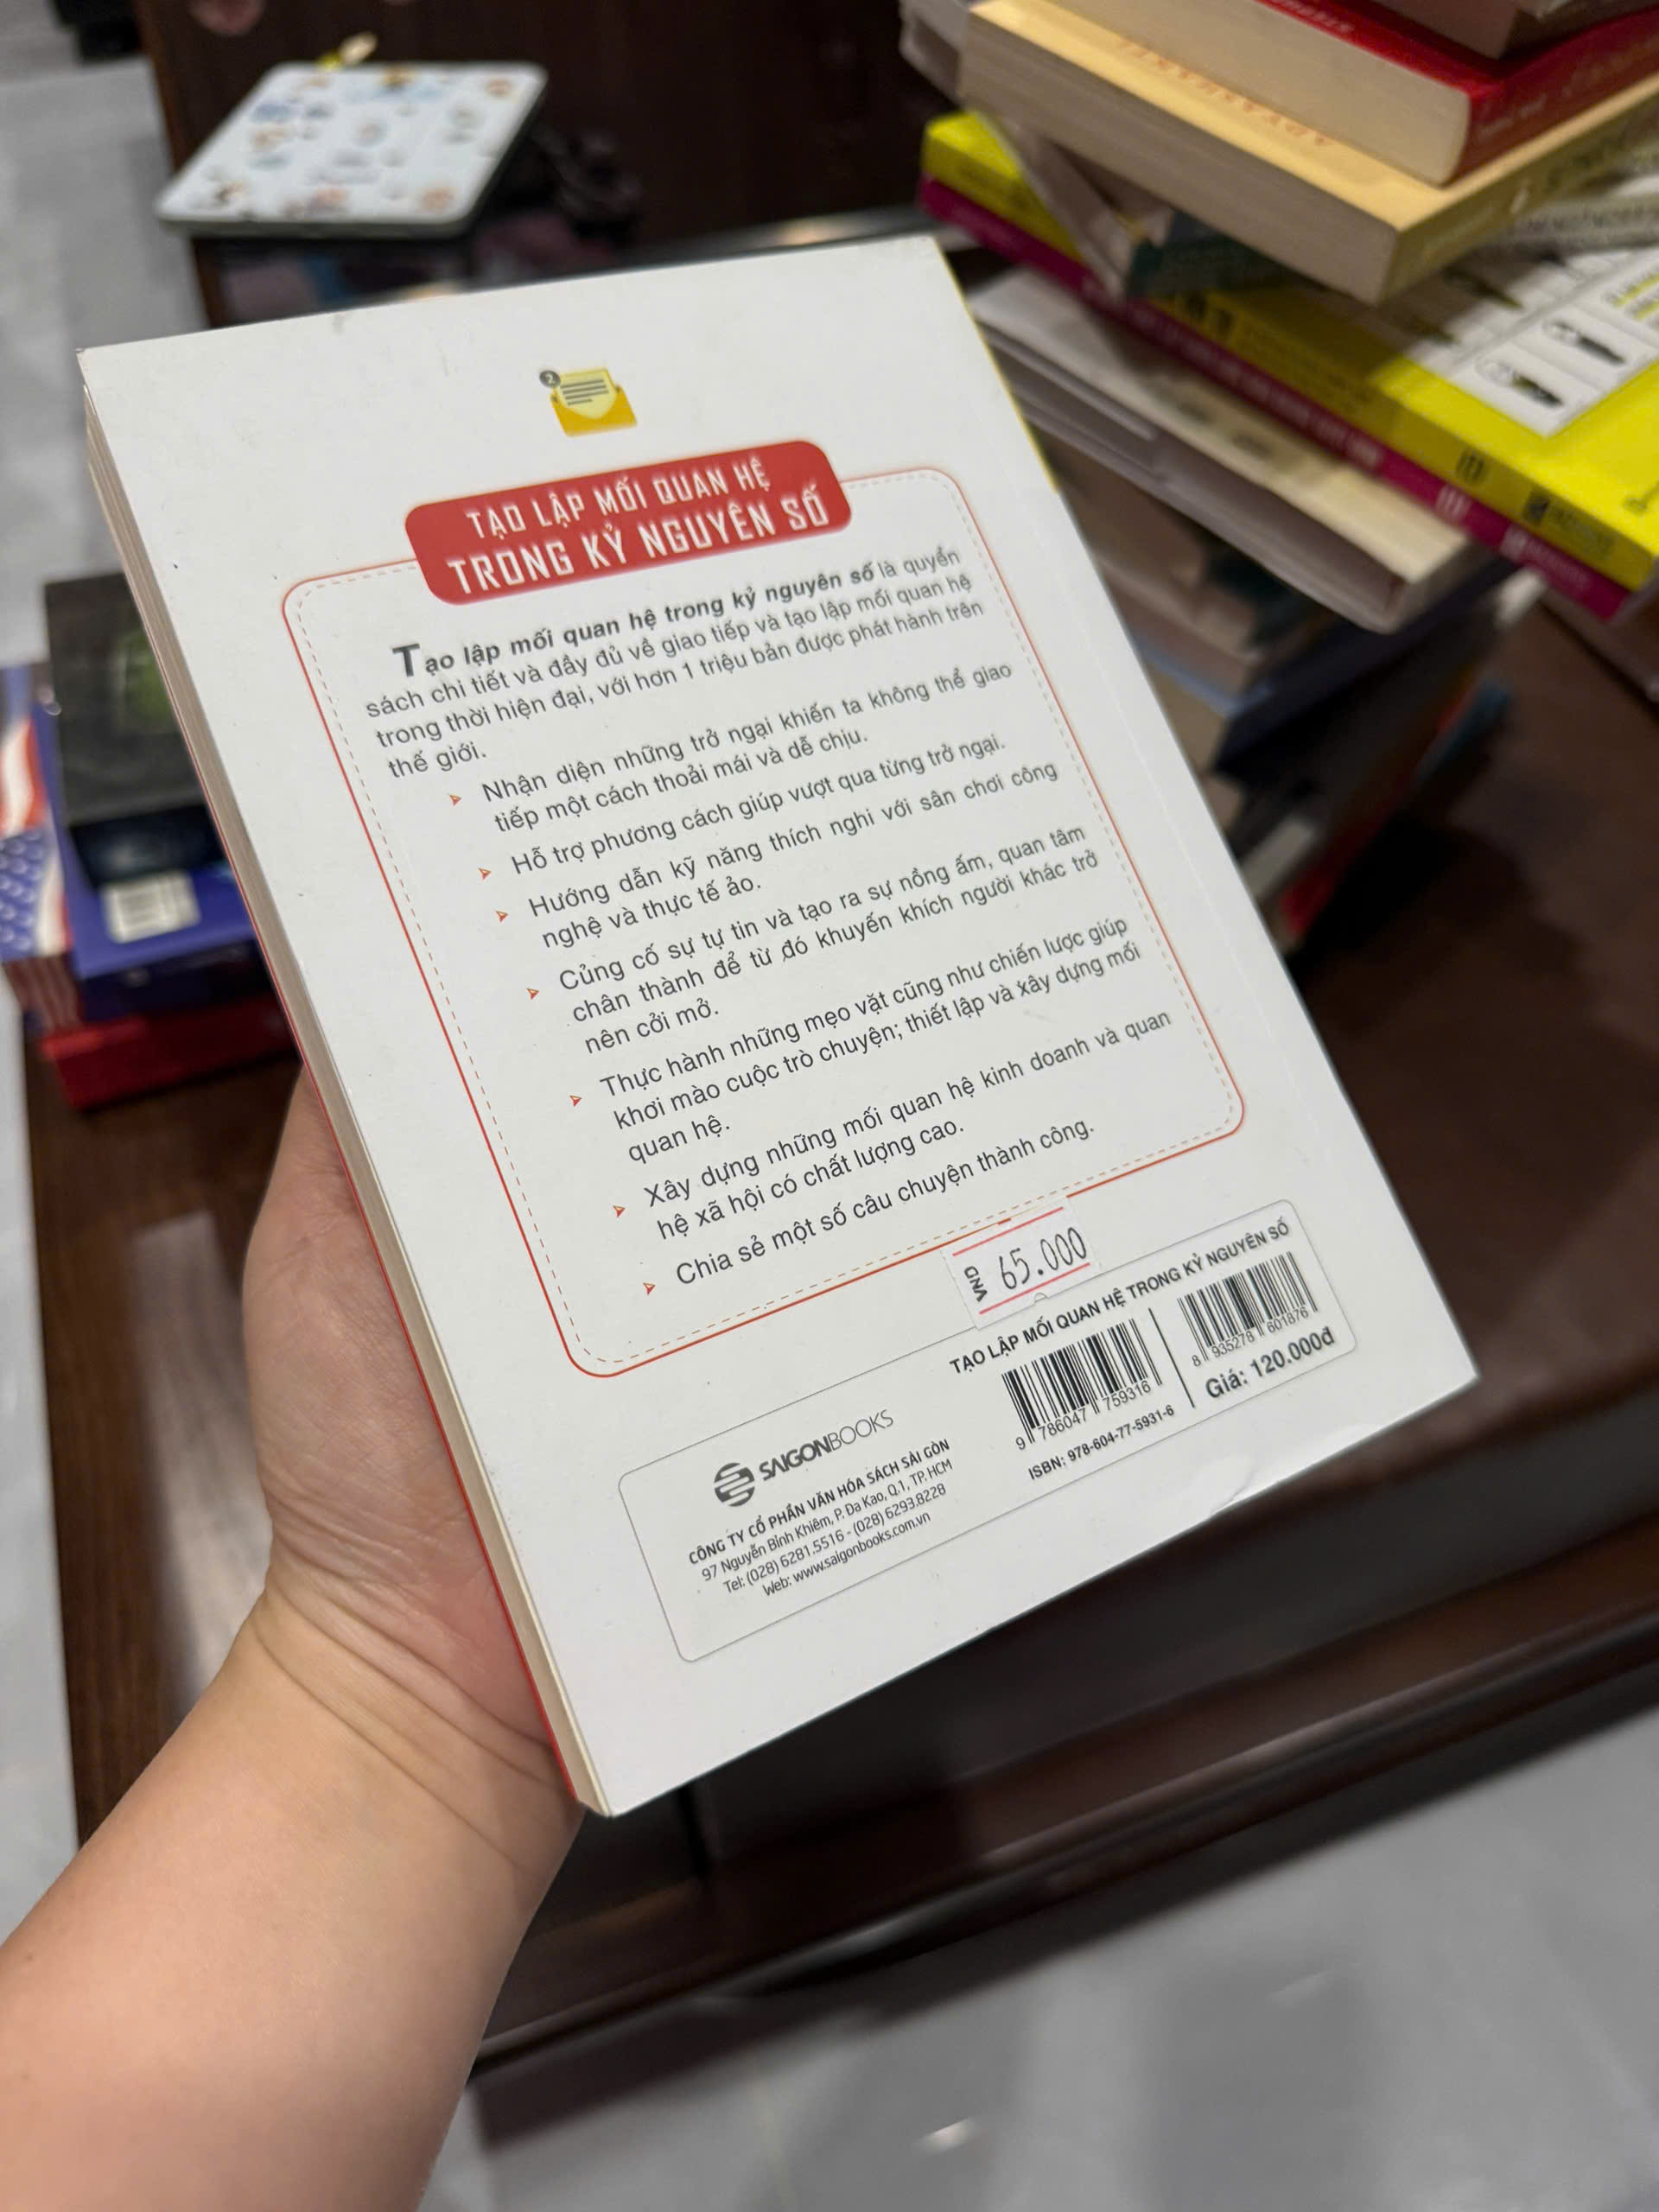 2
TẠO LẬP MỐI QUAN HỆ
TRONG KỶ NGUYÊN SỐ
Tạo lập mối quan hệ trong kỷ nguyên số là quyển
sách chi tiết và đầy đủ về giao tiếp và tạo lập mối quan hệ
trong thời hiện đại, với hơn 1 triệu bản được phát hành trên
thế giới.
Nhận diện những trở ngại khiến ta không thể giao
tiếp một cách thoải mái và dễ chịu.
Hỗ trợ phương cách giúp vượt qua từng trở ngại.
Hướng dẫn kỹ năng thích nghi với sân chơi công
nghệ và thực tế ảo.
Củng cố sự tự tin và tạo ra sự nồng ấm, quan tâm
chân thành để từ đó khuyến khích người khác trở
nên cởi mở.
Thực hành những mẹo vặt cũng như chiến lược giúp
khơi mào cuộc trò chuyện; thiết lập và xây dựng mối
quan hệ.
Xây dựng những mối quan hệ kinh doanh và quan
hệ xã hội có chất lượng cao.
Chia sẻ một số câu chuyện thành công.
VND 65.000
TẠO LẬP MỐI QUAN HỆ TRONG KỶ NGUYÊN SỐ
9 786047 759316
8 935278 601876
ISBN: 978-604-77-5931-6
Giá: 120.000đ
SAIGONBOOKS
CÔNG TY CỔ PHẦN VĂN HÓA SÁCH SÀI GÒN
97 Nguyễn Bỉnh Khiêm, P. Đa Kao, Q.1, TP. HCM
Tel: (028) 6281.5516 - (028) 6293.8228
Web: www.saigonbooks.com.vn